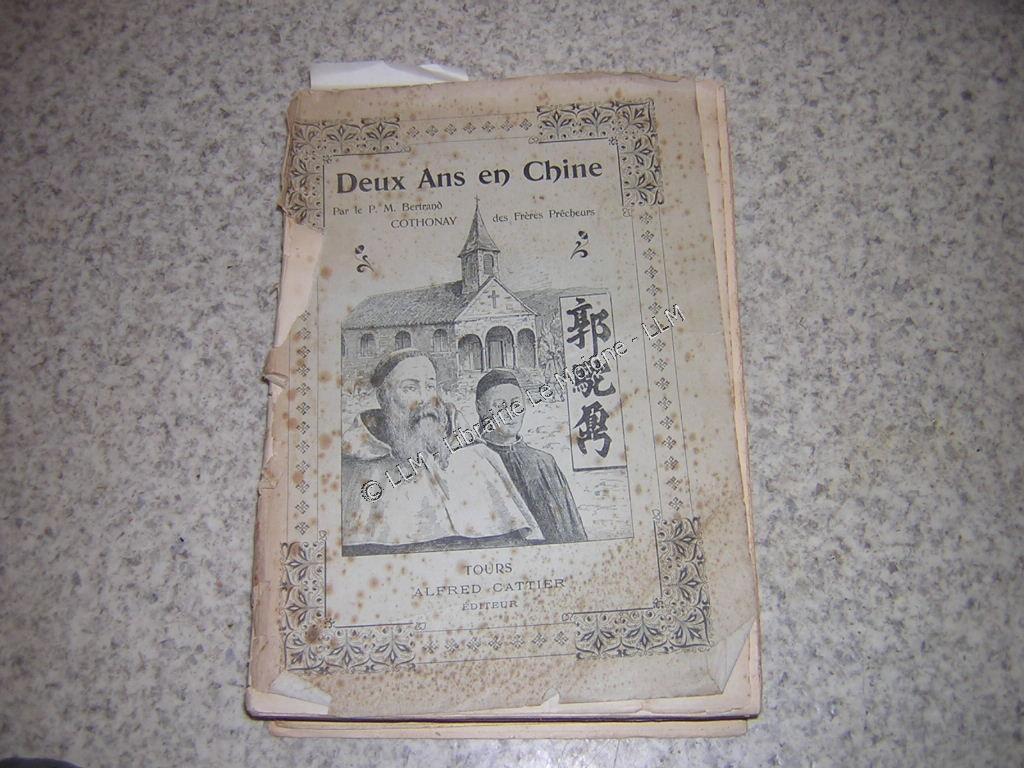 Deux Ans en Chine
Par le P. M. Bertrand
COTHONAY des Frères Prêcheurs
郭
TOURS
ALFRED CATTIER
ÉDITEUR
© LLM - Librairie Le Moigne - LLM